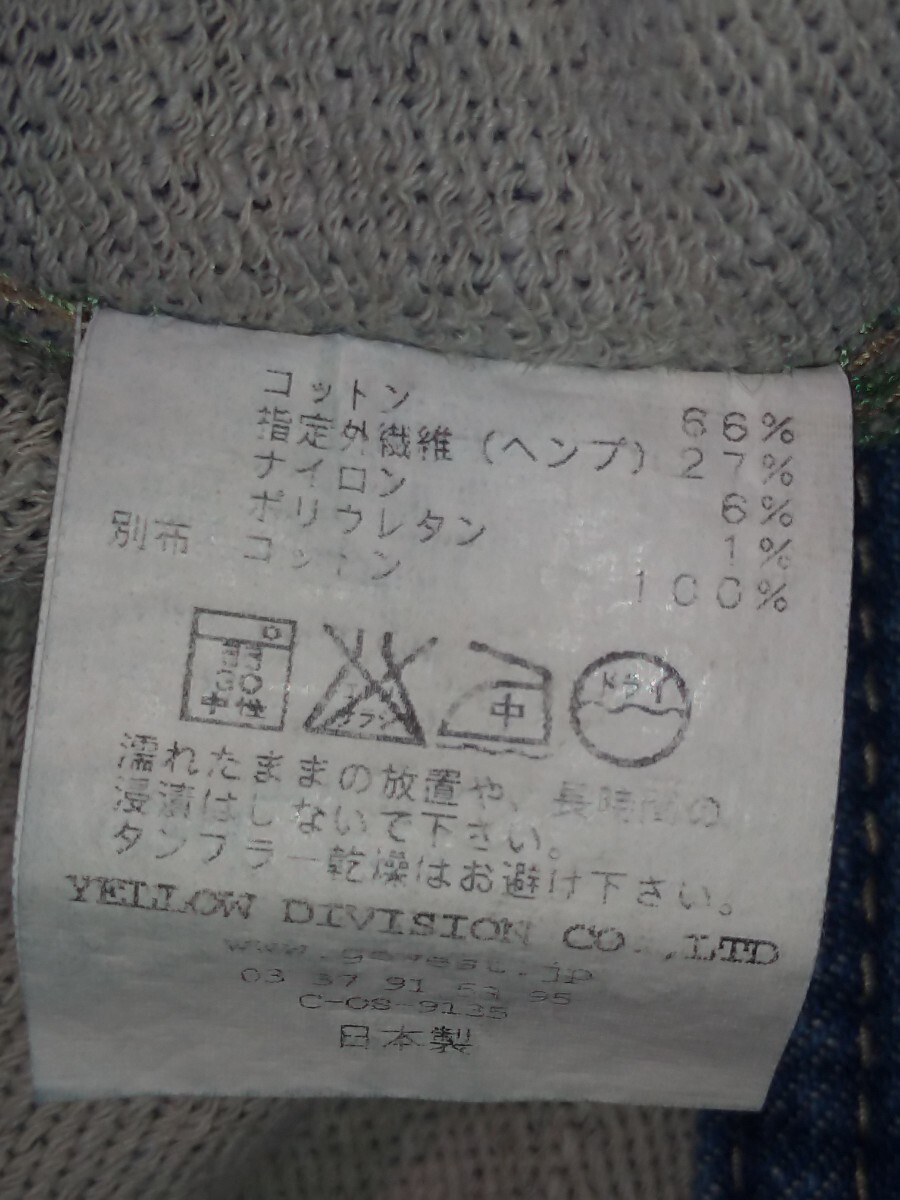 コットン 66%
指定外繊維(ヘンプ) 27%
ナイロン 6%
ポリウレタン 1%
別布 コットン 100%
中性
中
ドライ
濡れたままの放置や、長時間の
浸漬はしないで下さい。
タンブラー乾燥はお避け下さい。
YELLOW DIVISION CO.,LTD
03 37 91 53 95
C-OS-9135
日本製